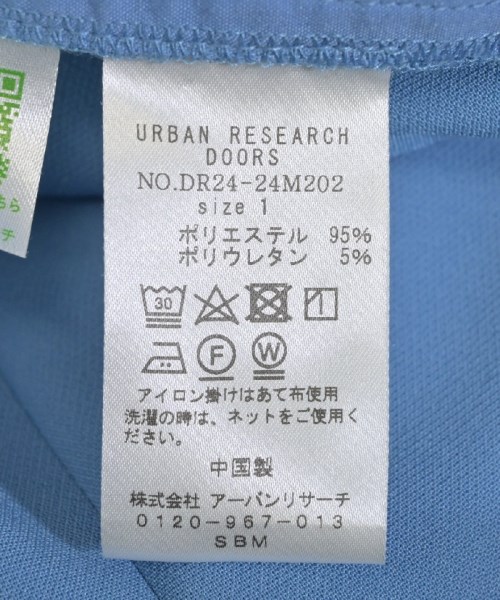 URBAN RESEARCH
DOORS
NO.DR24-24M202
size 1
ポリエステル 95%
ポリウレタン 5%
30
F W
アイロン掛けはあて布使用
洗濯の時は、ネットをご使用く
ださい。
中国製
株式会社 アーバンリサーチ
0120-967-013
SBM
ちら
チ